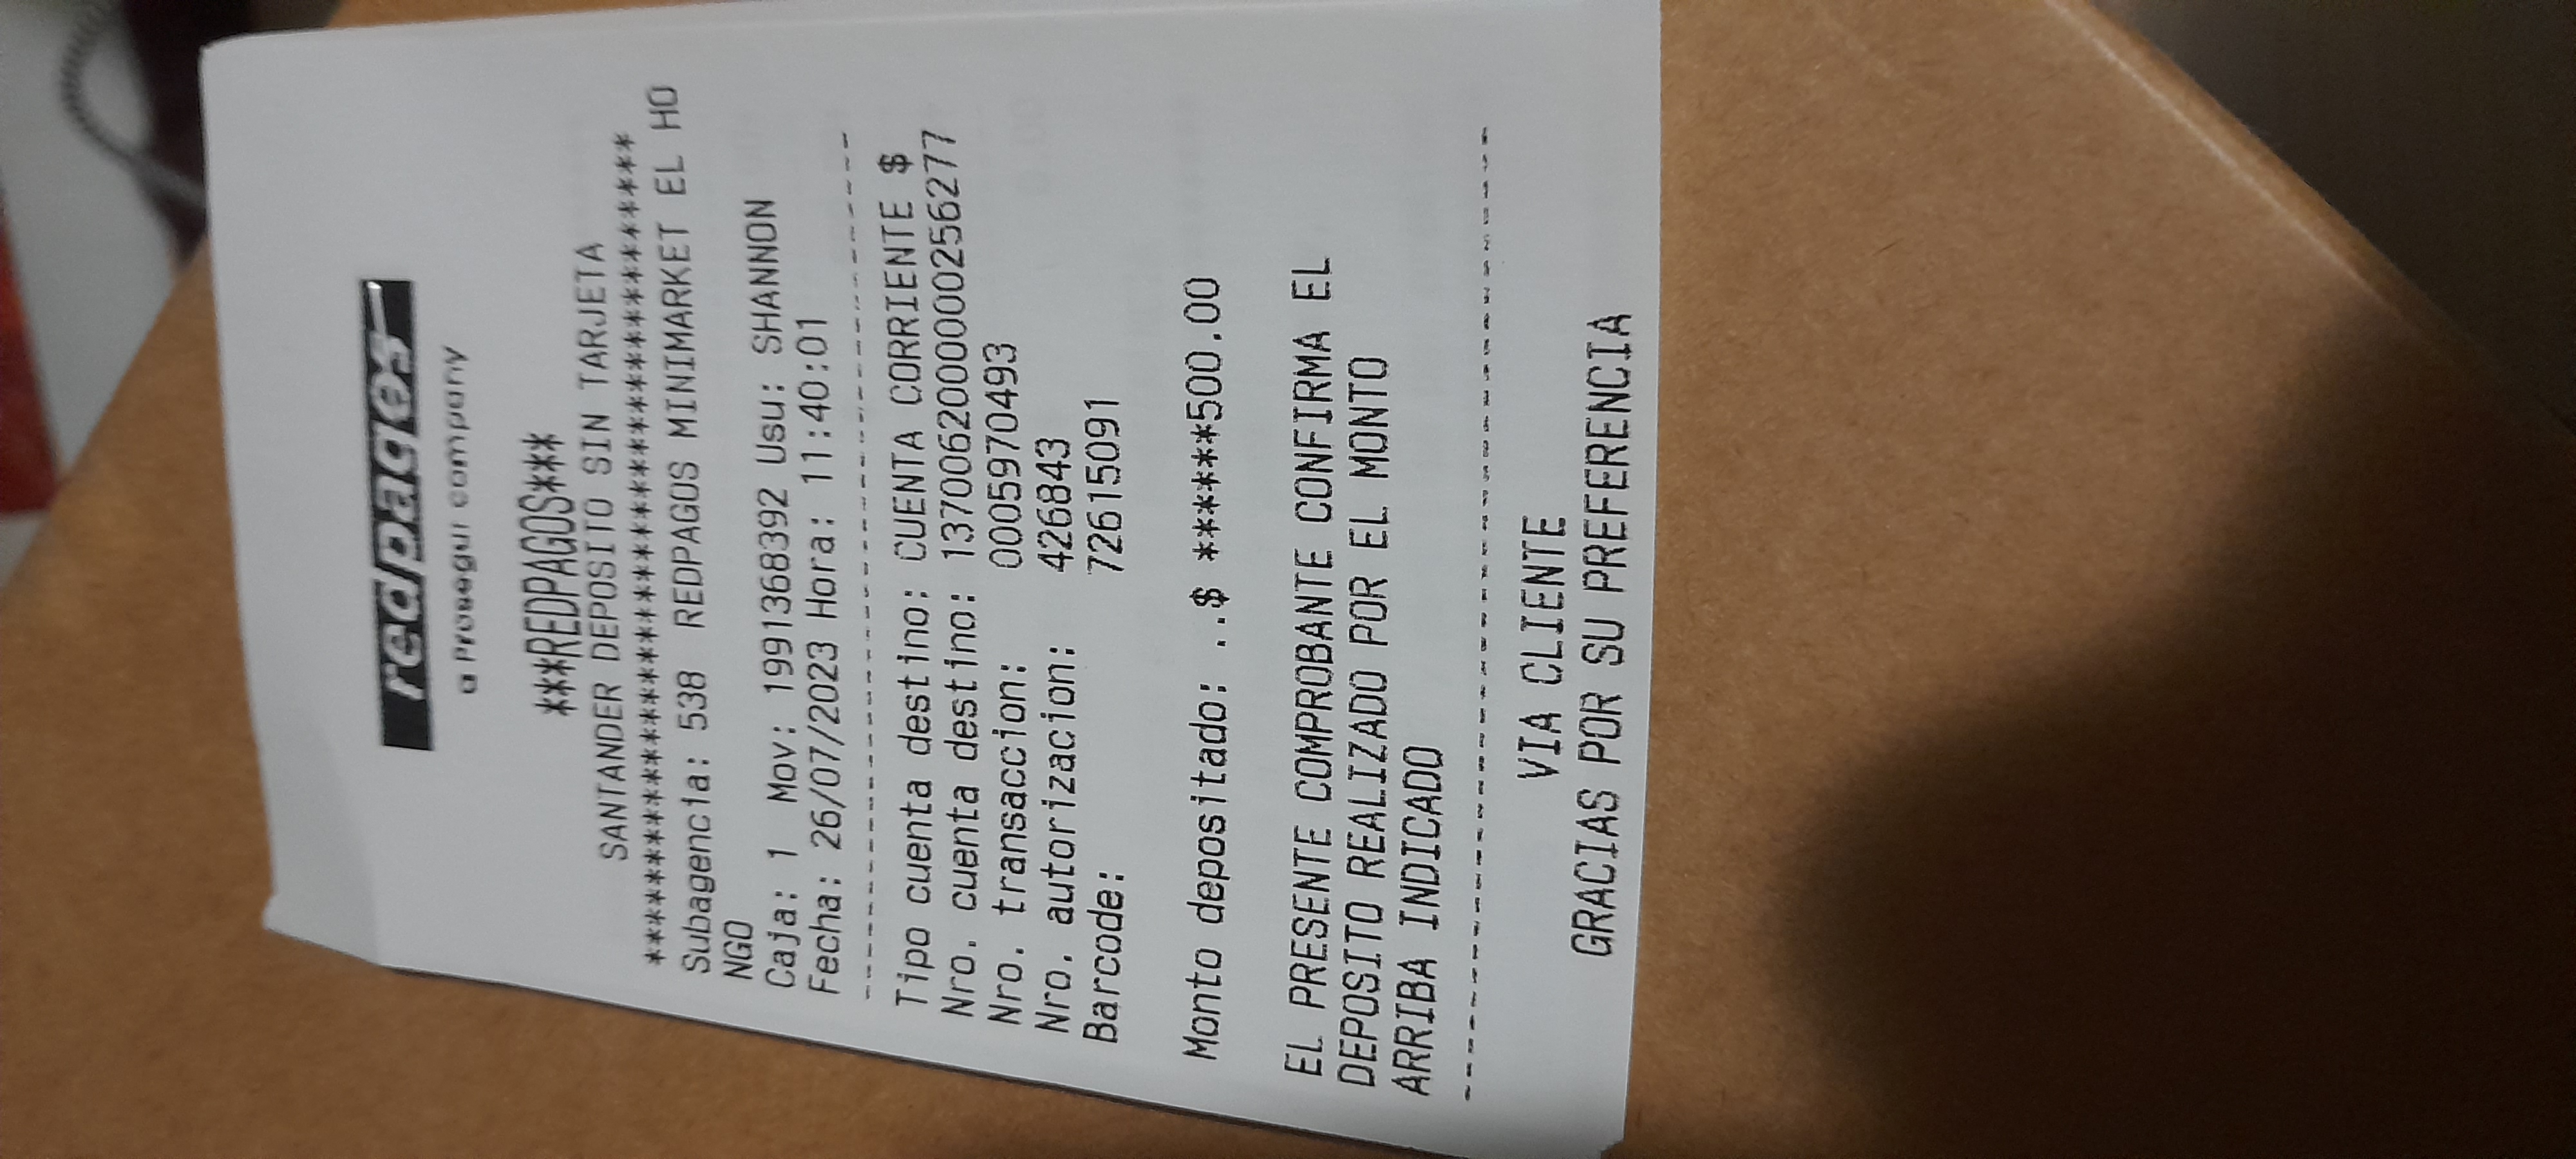 redpagos
a Prosegur company
***REDPAGOS***
SANTANDER DEPOSITO SIN TARJETA
******************************************
Subagencia: 538  REDPAGOS MINIMARKET EL HO
NGO
Caja: 1  Mov: 1991368392 Usu: SHANNON
Fecha: 26/07/2023 Hora: 11:40:01
------------------------------------------
Tipo cuenta destino: CUENTA CORRIENTE $
Nro. cuenta destino: 1370062000000256277
Nro. transaccion:    0005970493
Nro. autorizacion:   426843
Barcode:             72615091
Monto depositado: ..$ ******500.00
EL PRESENTE COMPROBANTE CONFIRMA EL
DEPOSITO REALIZADO POR EL MONTO
ARRIBA INDICADO
------------------------------------------
VIA CLIENTE
GRACIAS POR SU PREFERENCIA